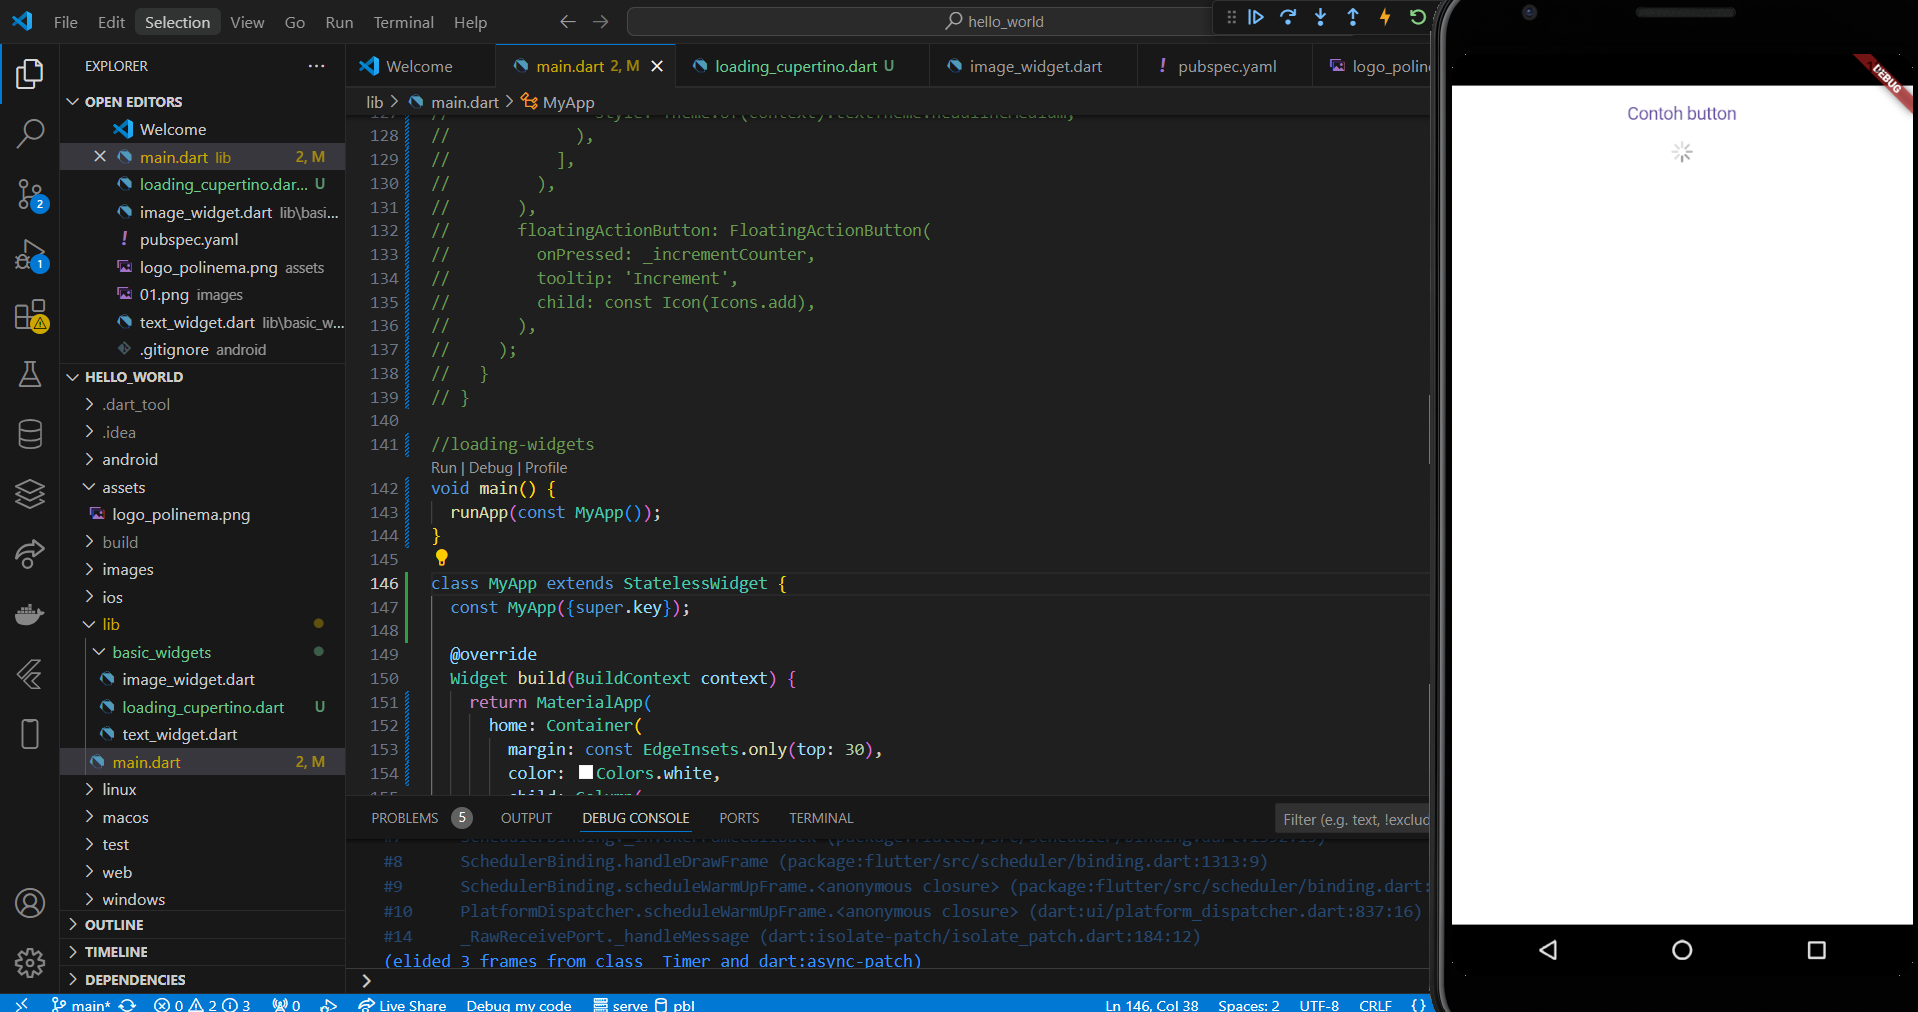 File Edit Selection View Go Run Terminal Help
hello_world
EXPLORER
OPEN EDITORS
Welcome
main.dart lib 2, M
loading_cupertino.dar... U
image_widget.dart lib\basi...
pubspec.yaml
logo_polinema.png assets
01.png images
text_widget.dart lib\basic_w...
.gitignore android
HELLO_WORLD
.dart_tool
.idea
android
assets
logo_polinema.png
build
images
ios
lib
basic_widgets
image_widget.dart
loading_cupertino.dart U
text_widget.dart
main.dart 2, M
linux
macos
test
web
windows
OUTLINE
TIMELINE
DEPENDENCIES
2
1
Welcome
main.dart 2, M
loading_cupertino.dart U
image_widget.dart
pubspec.yaml
logo_polin
lib > main.dart > MyApp
127 // style: Theme.of(context).textTheme.headlineMedium,
128 // ),
129 // ],
130 // ),
131 // ),
132 // floatingActionButton: FloatingActionButton(
133 // onPressed: _incrementCounter,
134 // tooltip: 'Increment',
135 // child: const Icon(Icons.add),
136 // ),
137 // );
138 // }
139 // }
140
141 //loading-widgets
Run | Debug | Profile
142 void main() {
143 runApp(const MyApp());
144 }
145
146 class MyApp extends StatelessWidget {
147 const MyApp({super.key});
148
149 @override
150 Widget build(BuildContext context) {
151 return MaterialApp(
152 home: Container(
153 margin: const EdgeInsets.only(top: 30),
154 color: Colors.white,
155 child: Column(
PROBLEMS 5 OUTPUT DEBUG CONSOLE PORTS TERMINAL
Filter (e.g. text, !exclud
#8 SchedulerBinding.handleDrawFrame (package:flutter/src/scheduler/binding.dart:1313:9)
#9 SchedulerBinding.scheduleWarmUpFrame.<anonymous closure> (package:flutter/src/scheduler/binding.dart:
#10 PlatformDispatcher.scheduleWarmUpFrame.<anonymous closure> (dart:ui/platform_dispatcher.dart:837:16)
#14 _RawReceivePort._handleMessage (dart:isolate-patch/isolate_patch.dart:184:12)
(elided 3 frames from class _Timer and dart:async-patch)
main* 0 2 3 0 Live Share Debug my code serve pbl
Ln 146, Col 38 Spaces: 2 UTF-8 CRLF {}
DEBUG
Contoh button